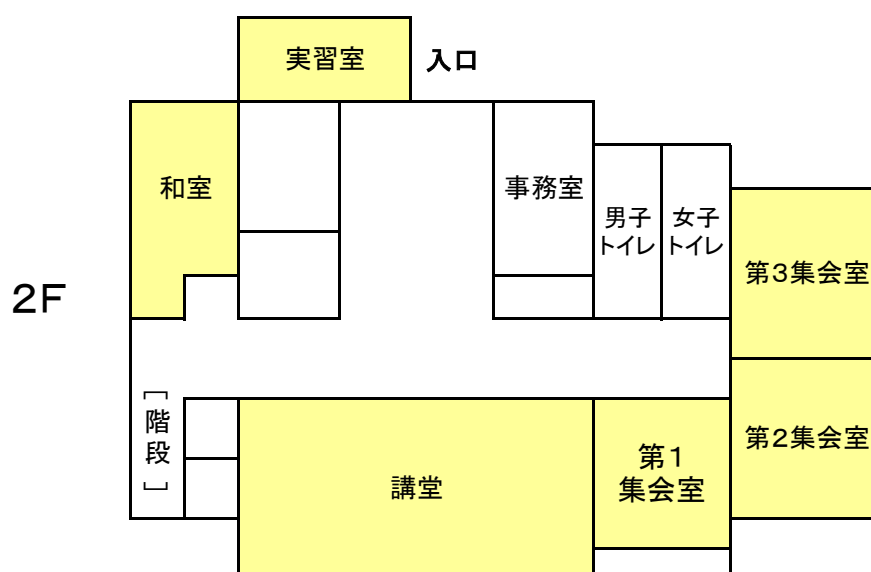 実習室
入口
和室
事務室
男子
トイレ
女子
トイレ
第3集会室
2F
[階段]
講堂
第1
集会室
第2集会室